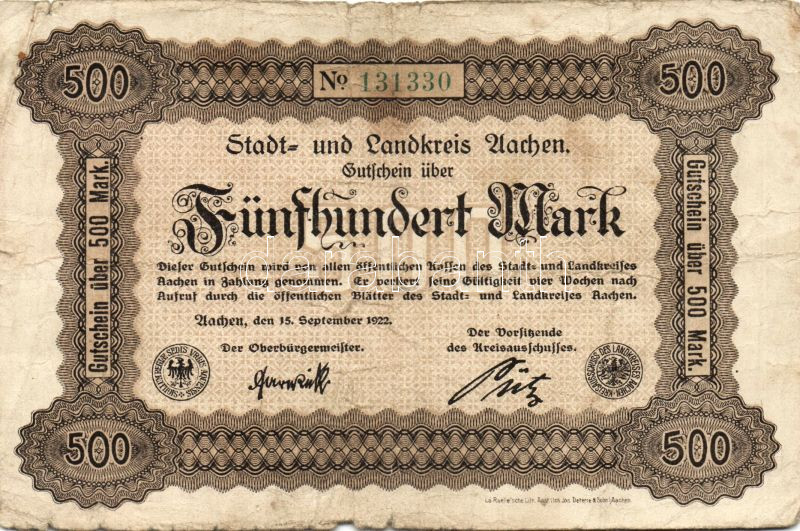 500
No 131330
500
Stadt- und Landkreis Aachen.
Gutschein über
Fünfhundert Mark
Dieser Gutschein wird von allen öffentlichen Kassen des Stadt- und Landkreises
Aachen in Zahlung genommen. Er verliert seine Gültigkeit vier Wochen nach
Aufruf durch die öffentlichen Blätter des Stadt- und Landkreises Aachen.
Aachen, den 15. September 1922.
Der Oberbürgermeister.
Der Vorsitzende
des Kreisausschusses.
Gutschein über 500 Mark.
Gutschein über 500 Mark.
500
500